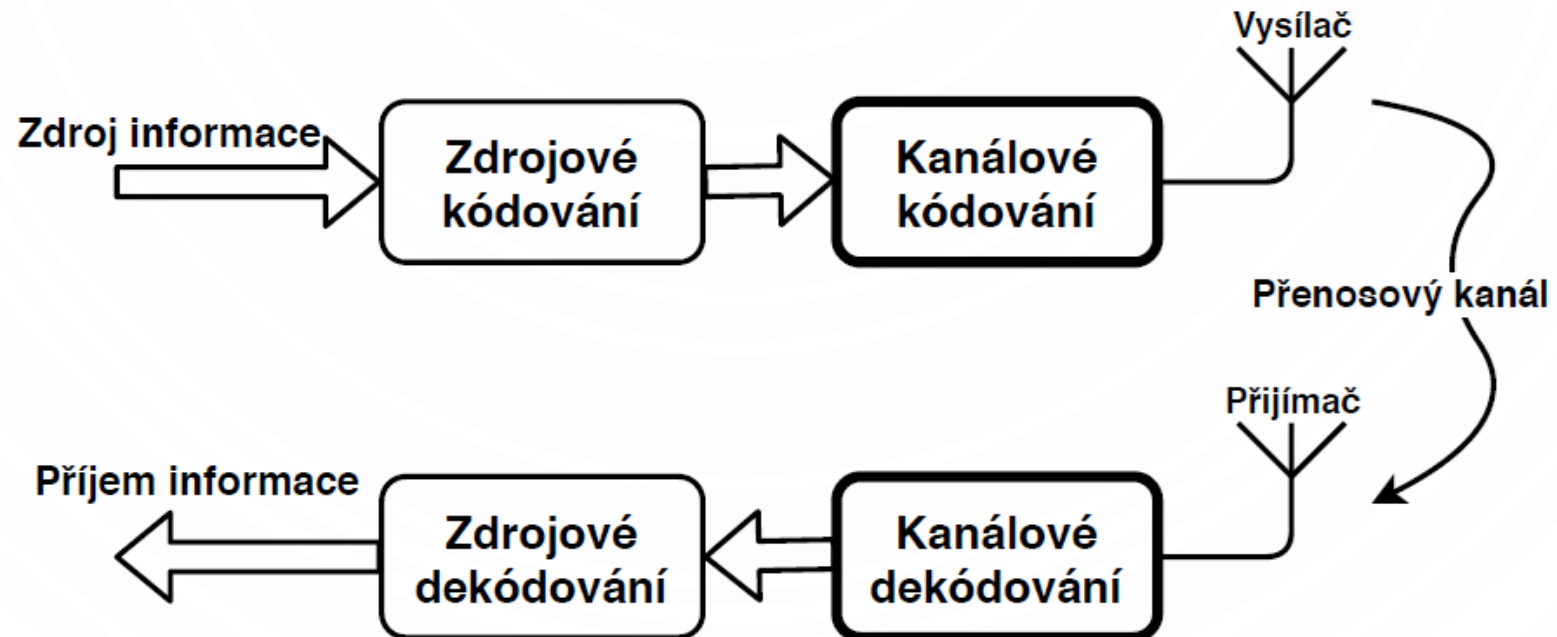 Vysílač
Zdroj informace
Zdrojové
kódování
Kanálové
kódování
Přenosový kanál
Přijímač
Příjem informace
Zdrojové
dekódování
Kanálové
dekódování